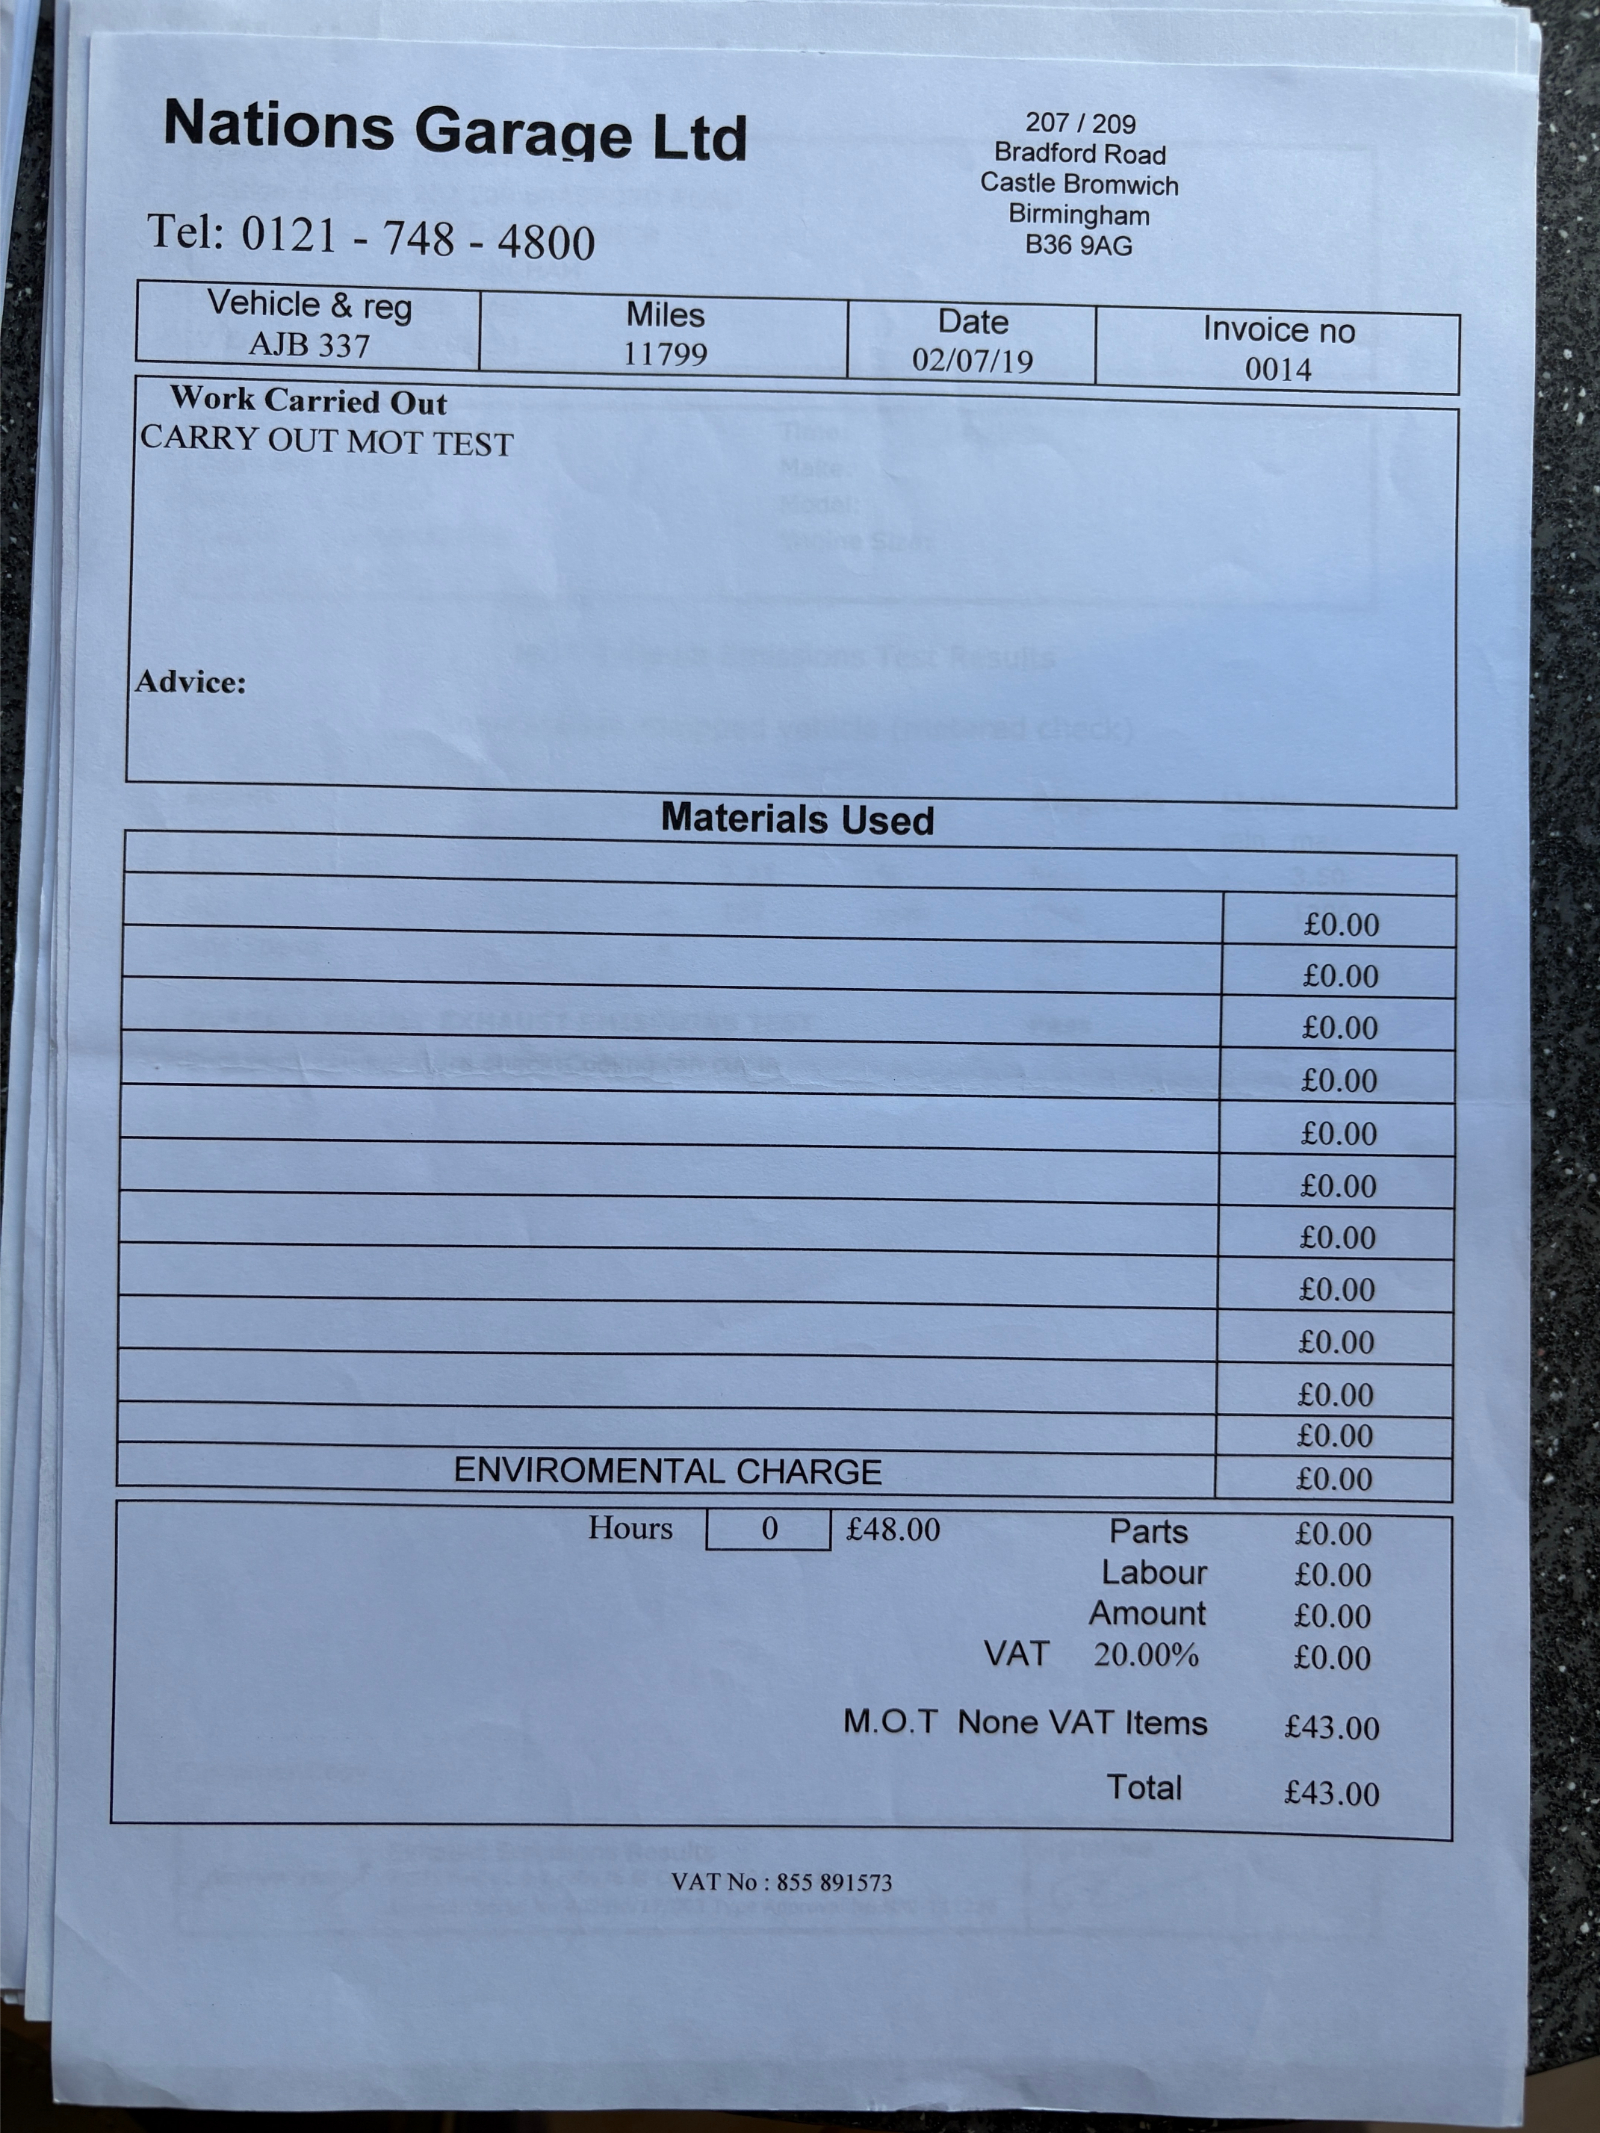 Nations Garage Ltd
207 / 209
Bradford Road
Castle Bromwich
Birmingham
B36 9AG
Tel: 0121 - 748 - 4800
Vehicle & reg Miles Date Invoice no
AJB 337 11799 02/07/19 0014
Work Carried Out
CARRY OUT MOT TEST
Advice:
Materials Used
£0.00
£0.00
£0.00
£0.00
£0.00
£0.00
£0.00
£0.00
£0.00
£0.00
£0.00
ENVIROMENTAL CHARGE £0.00
Hours 0 £48.00 Parts £0.00
Labour £0.00
Amount £0.00
VAT 20.00% £0.00
M.O.T None VAT Items £43.00
Total £43.00
VAT No : 855 891573